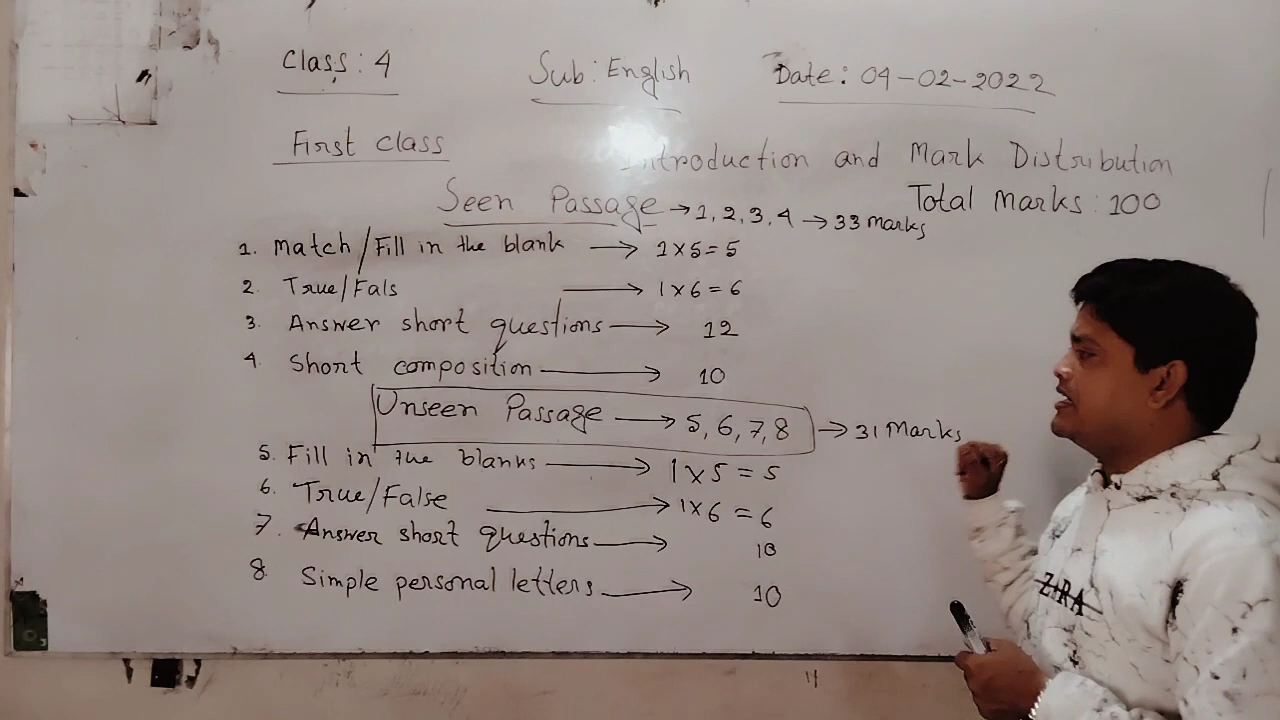 Class: 4 Sub: English Date: 04-02-2022
First class Introduction and Mark Distribution
Total Marks: 100
Seen Passage → 1, 2, 3, 4 → 33 marks
1. Match/Fill in the blank → 1×5=5
2. True/Fals → 1×6=6
3. Answer short questions → 12
4. Short composition → 10
Unseen Passage → 5, 6, 7, 8 → 31 Marks
5. Fill in the blanks → 1×5=5
6. True/False → 1×6=6
7. Answer short questions → 10
8. Simple personal letters → 10
ZARA